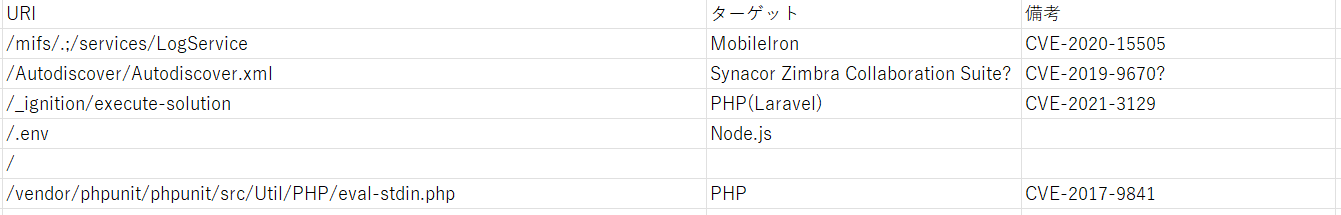 URI ターゲット 備考
/mifs/.;/services/LogService MobileIron CVE-2020-15505
/Autodiscover/Autodiscover.xml Synacor Zimbra Collaboration Suite? CVE-2019-9670?
/_ignition/execute-solution PHP(Laravel) CVE-2021-3129
/.env Node.js
/
/vendor/phpunit/phpunit/src/Util/PHP/eval-stdin.php PHP CVE-2017-9841